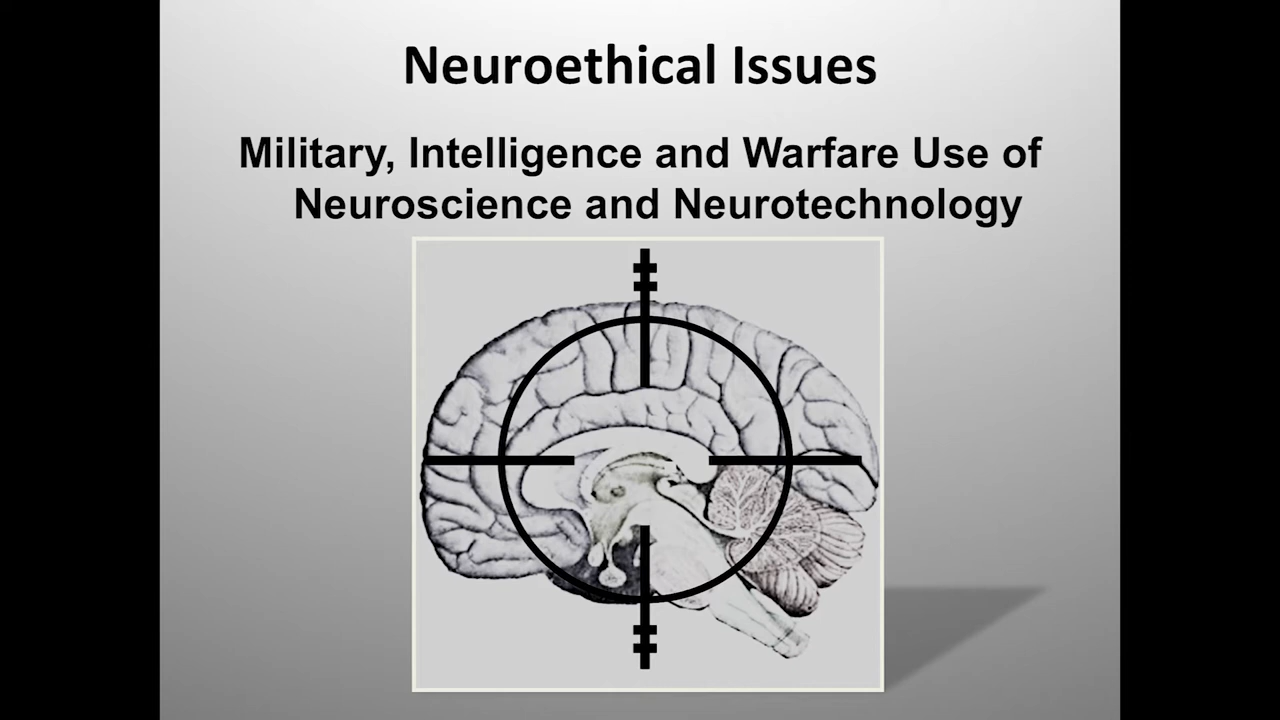 Neuroethical Issues
Military, Intelligence and Warfare Use of
Neuroscience and Neurotechnology